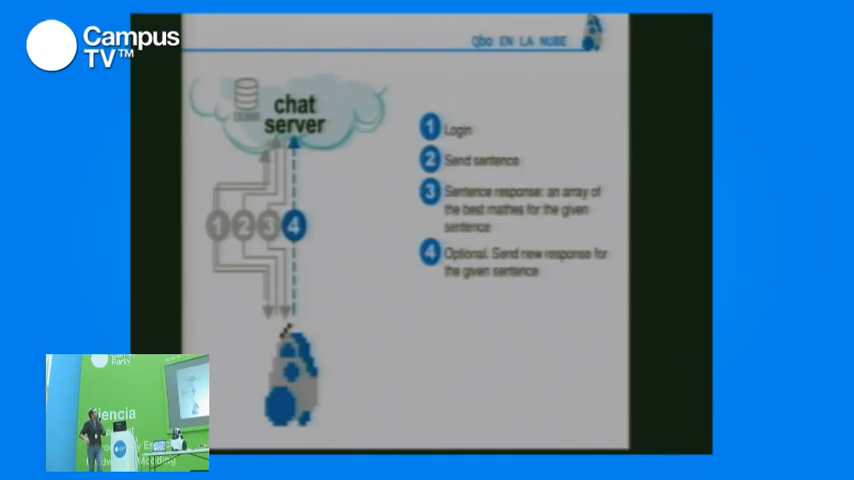 Campus
TV™
Qbo EN LA NUBE
chat
server
1 Login
2 Send sentence
3 Sentence response: an array of
the best mathes for the given
sentence
4 Optional: Send new response for
the given sentence
1 2 3 4
Party
Ciencia
Modding